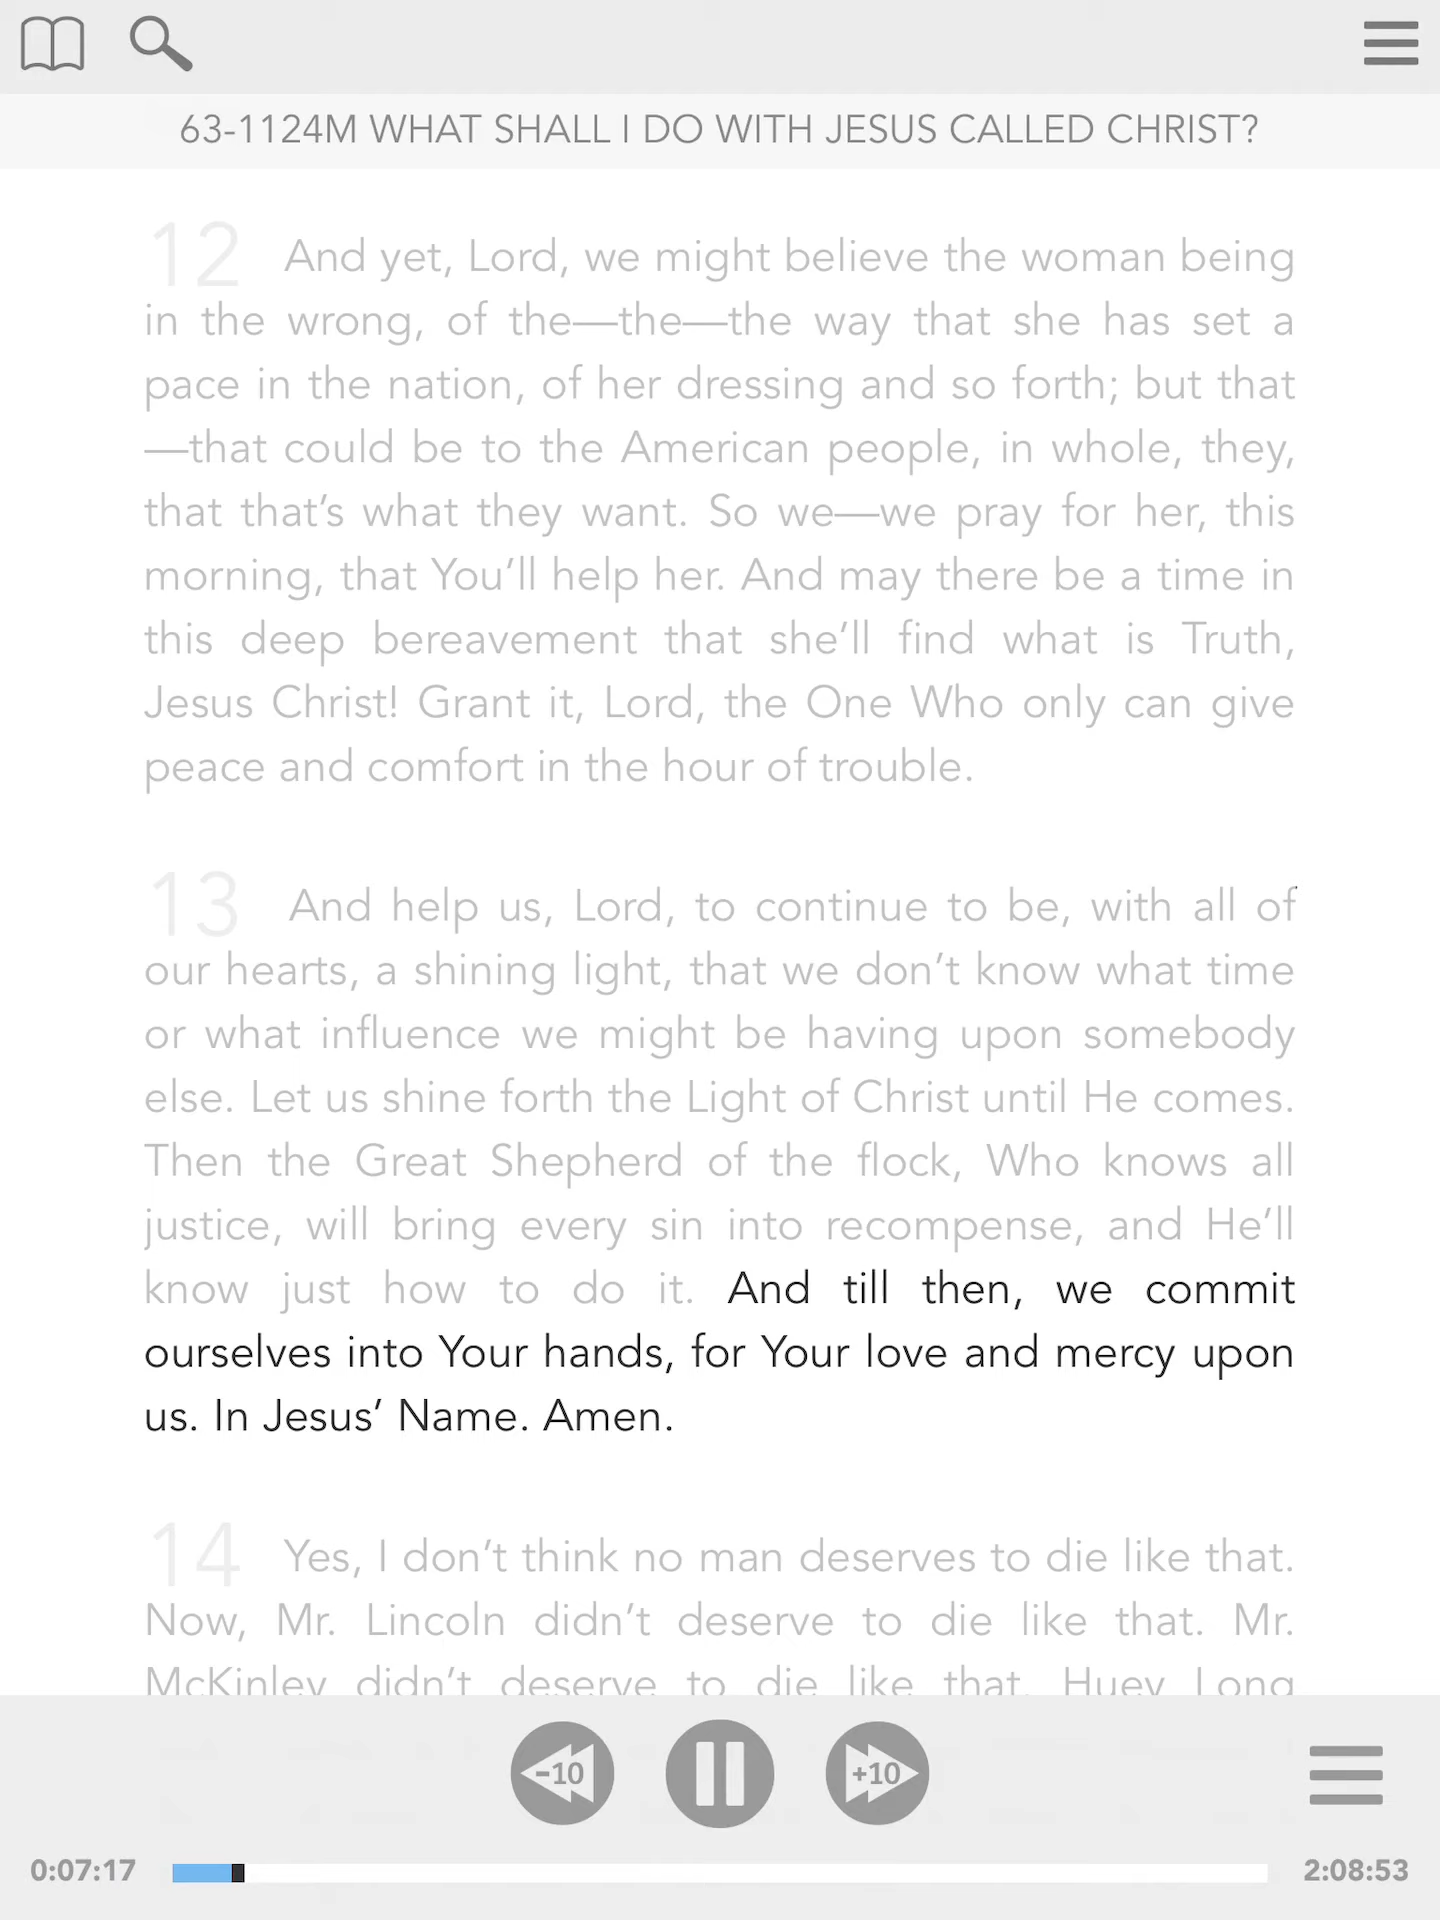 63-1124M WHAT SHALL I DO WITH JESUS CALLED CHRIST?
12 And yet, Lord, we might believe the woman being
in the wrong, of the—the—the way that she has set a
pace in the nation, of her dressing and so forth; but that
—that could be to the American people, in whole, they,
that that’s what they want. So we—we pray for her, this
morning, that You’ll help her. And may there be a time in
this deep bereavement that she’ll find what is Truth,
Jesus Christ! Grant it, Lord, the One Who only can give
peace and comfort in the hour of trouble.
13 And help us, Lord, to continue to be, with all of
our hearts, a shining light, that we don’t know what time
or what influence we might be having upon somebody
else. Let us shine forth the Light of Christ until He comes.
Then the Great Shepherd of the flock, Who knows all
justice, will bring every sin into recompense, and He’ll
know just how to do it. And till then, we commit
ourselves into Your hands, for Your love and mercy upon
us. In Jesus’ Name. Amen.
14 Yes, I don’t think no man deserves to die like that.
Now, Mr. Lincoln didn’t deserve to die like that. Mr.
McKinley didn’t deserve to die like that. Huey Long
-10 +10
0:07:17 2:08:53